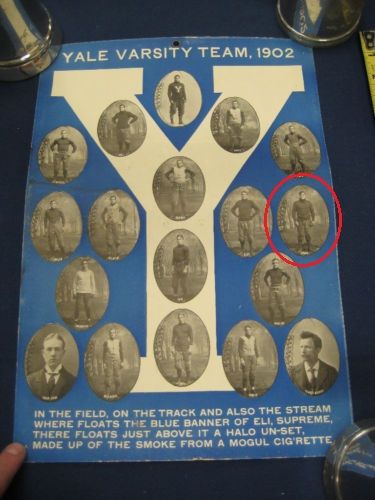 YALE VARSITY TEAM, 1902
IN THE FIELD, ON THE TRACK AND ALSO THE STREAM
WHERE FLOATS THE BLUE BANNER OF ELI, SUPREME,
THERE FLOATS JUST ABOVE IT A HALO UN-SET,
MADE UP OF THE SMOKE FROM A MOGUL CIG'RETTE.